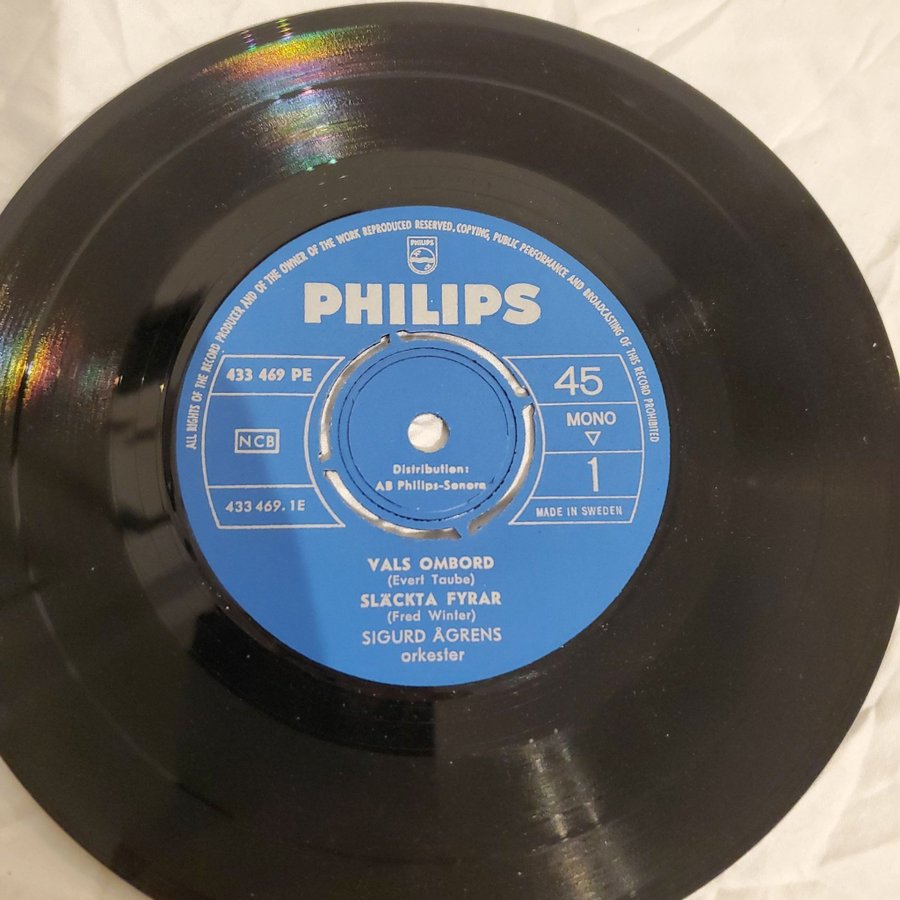 ALL RIGHTS OF THE RECORD PRODUCER AND OF THE OWNER OF THE WORK REPRODUCED RESERVED, COPYING, PUBLIC PERFORMANCE AND BROADCASTING OF THIS RECORD PROHIBITED
PHILIPS
PHILIPS
433 469 PE
NCB
433 469.1E
45
MONO
1
MADE IN SWEDEN
Distribution:
AB Philips-Sonora
VALS OMBORD
(Evert Taube)
SLÄCKTA FYRAR
(Fred Winter)
SIGURD ÅGRENS
orkester